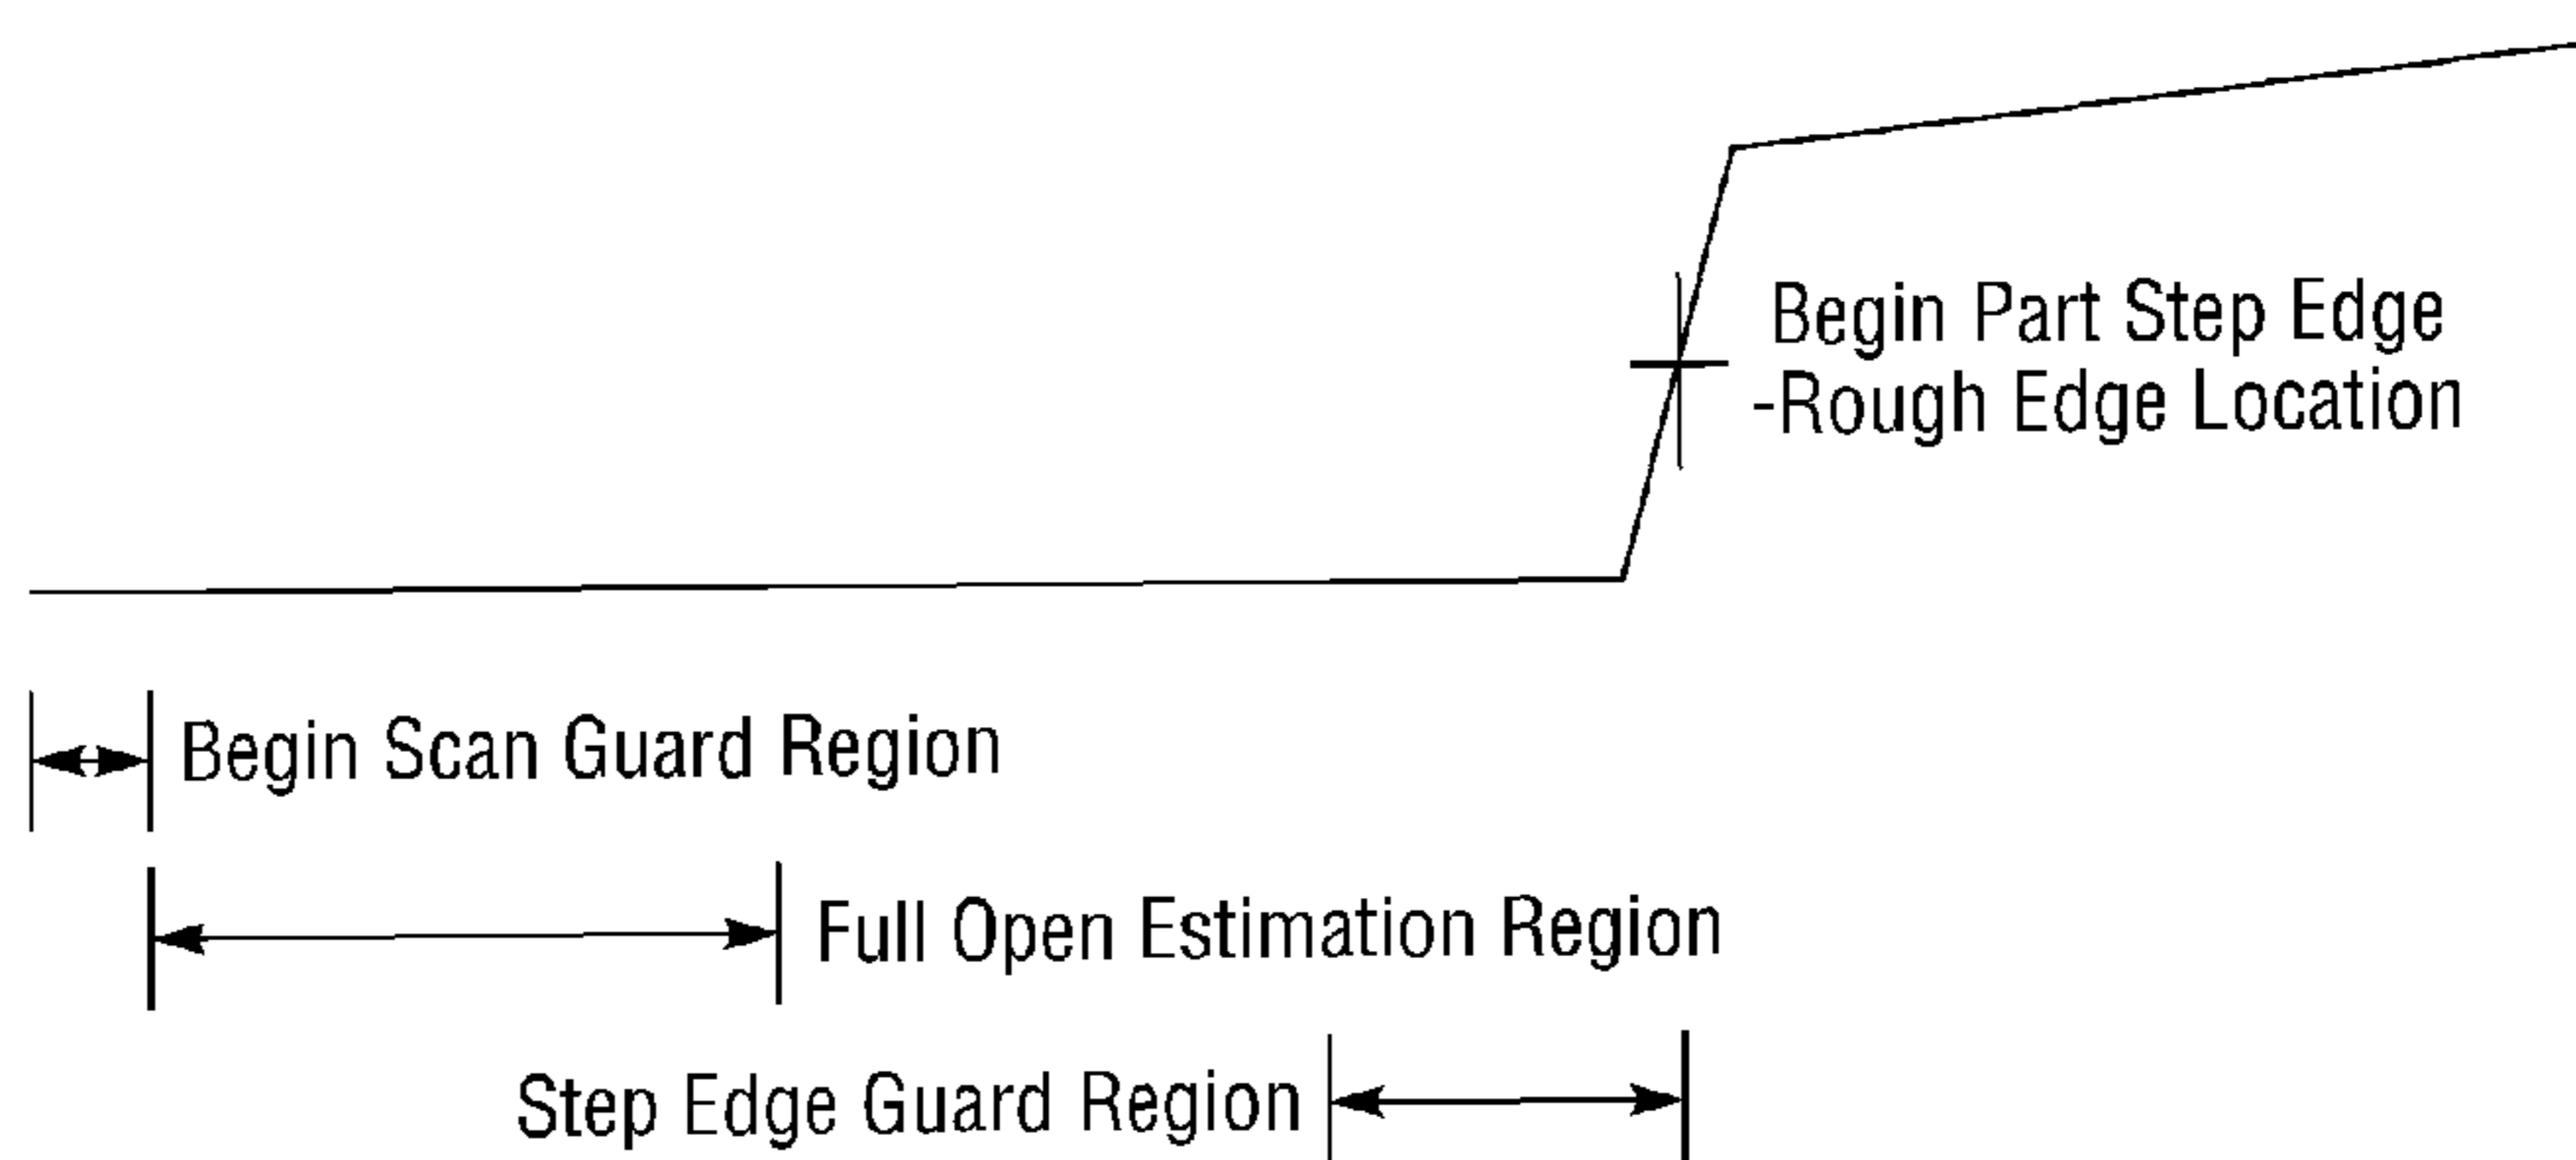 Begin Part Step Edge
-Rough Edge Location
Begin Scan Guard Region
Full Open Estimation Region
Step Edge Guard Region